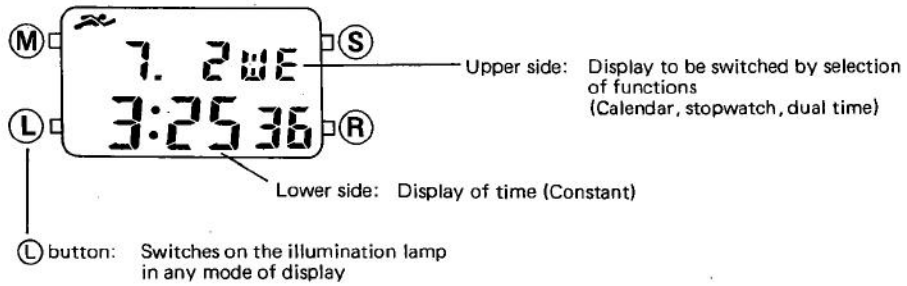 M
S
7. 2 WE
Upper side: Display to be switched by selection
of functions
(Calendar, stopwatch, dual time)
L
3:25 36
R
Lower side: Display of time (Constant)
L button: Switches on the illumination lamp
in any mode of display